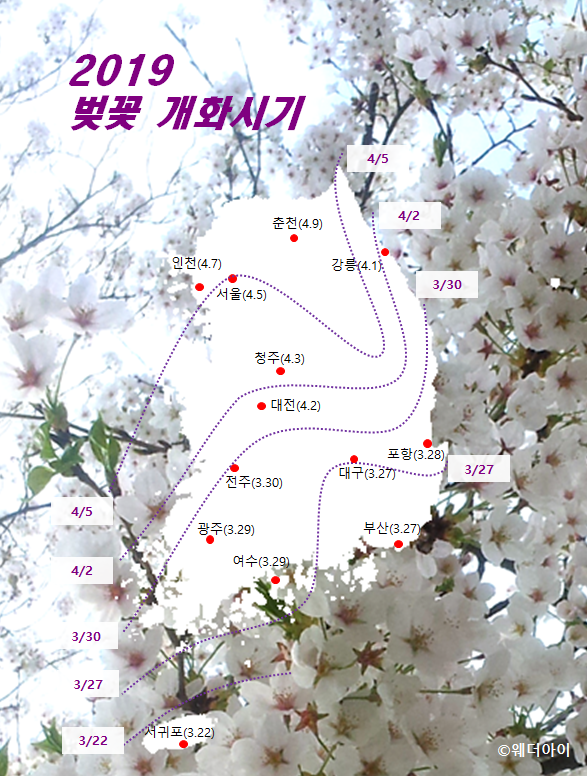 2019
벚꽃 개화시기
4/5
4/2
춘천(4.9)
인천(4.7)
강릉(4.1)
3/30
서울(4.5)
청주(4.3)
대전(4.2)
포항(4.28)
3/27
대구(3.27)
전주(3.30)
4/5
광주(3.29)
부산(3.27)
여수(3.29)
4/2
3/30
3/27
서귀포(3.22)
3/22
©웨더아이